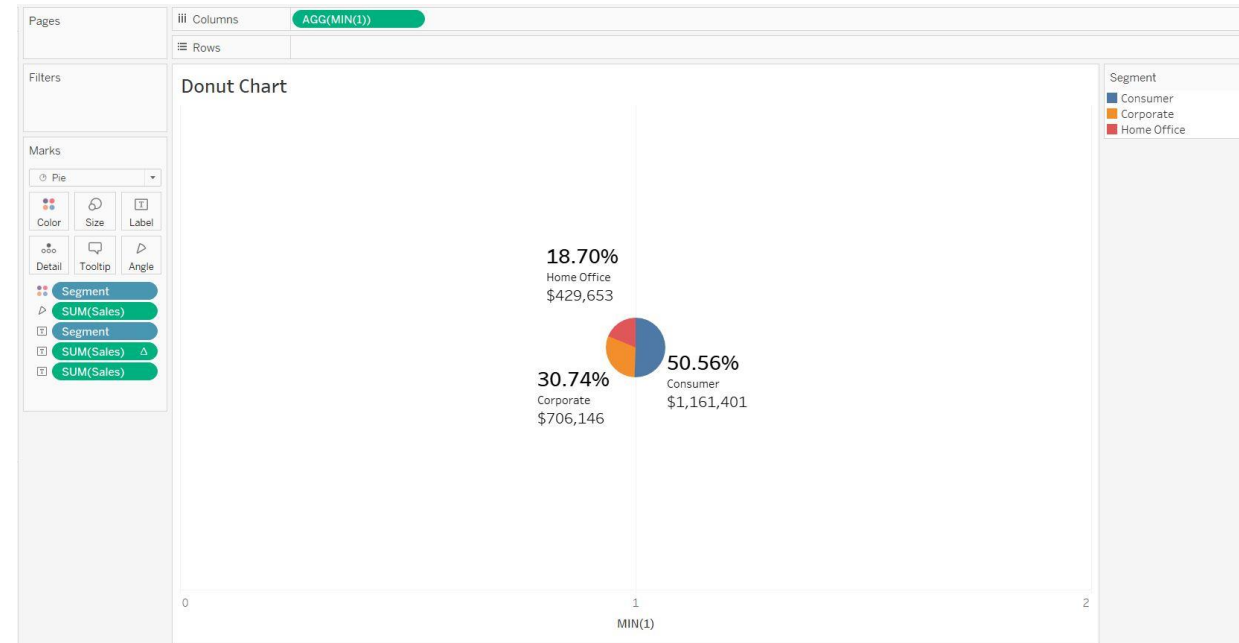 Pages
iii Columns
AGG(MIN(1))
Rows
Filters
Marks
Pie
Color
Size
Label
Detail
Tooltip
Angle
Segment
SUM(Sales)
Segment
SUM(Sales) Δ
SUM(Sales)
Donut Chart
18.70%
Home Office
$429,653
30.74%
Corporate
$706,146
50.56%
Consumer
$1,161,401
0
1
2
MIN(1)
Segment
Consumer
Corporate
Home Office